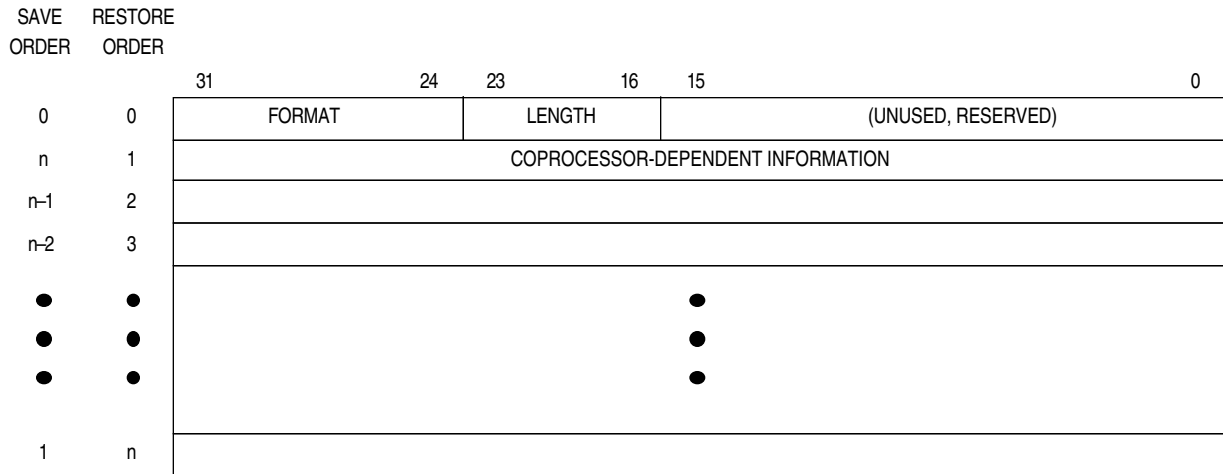 SAVE RESTORE
ORDER ORDER
31 24 23 16 15 0
0 0 FORMAT LENGTH (UNUSED, RESERVED)
n 1 COPROCESSOR-DEPENDENT INFORMATION
n–1 2
n–2 3
1 n